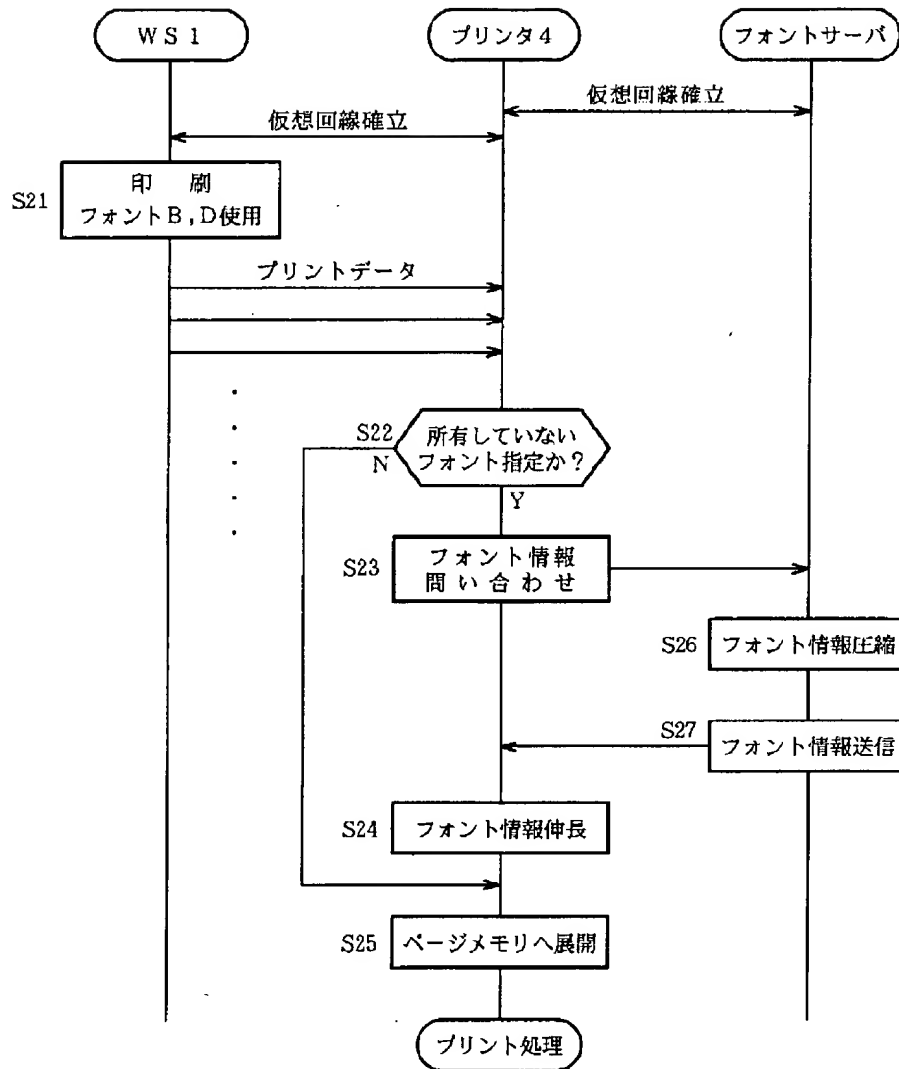 WS1
プリンタ4
フォントサーバ
仮想回線確立
仮想回線確立
S21
印 刷
フォントB,D使用
プリントデータ
S22
所有していない
フォント指定か?
N
Y
S23
フォント情報
問い合わせ
S26
フォント情報圧縮
S27
フォント情報送信
S24
フォント情報伸長
S25
ページメモリへ展開
プリント処理